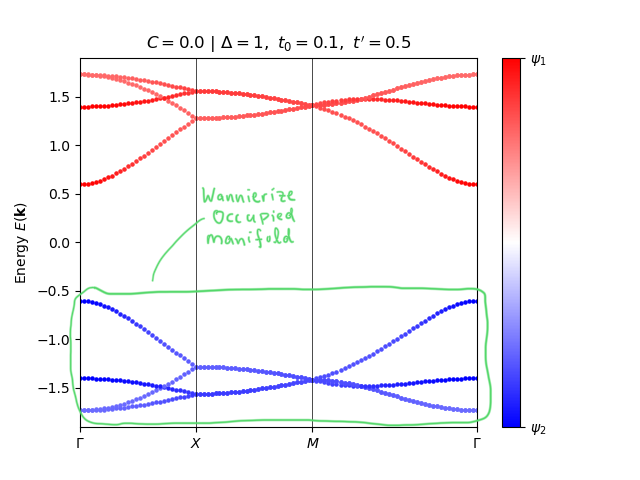 C = 0.0 | Δ = 1, t₀ = 0.1, t′ = 0.5
ψ₁
1.5
1.0
0.5
0.0
−0.5
−1.0
−1.5
Energy E(k)
Wannierize
Occupied
manifold
Γ
X
M
Γ
ψ₂